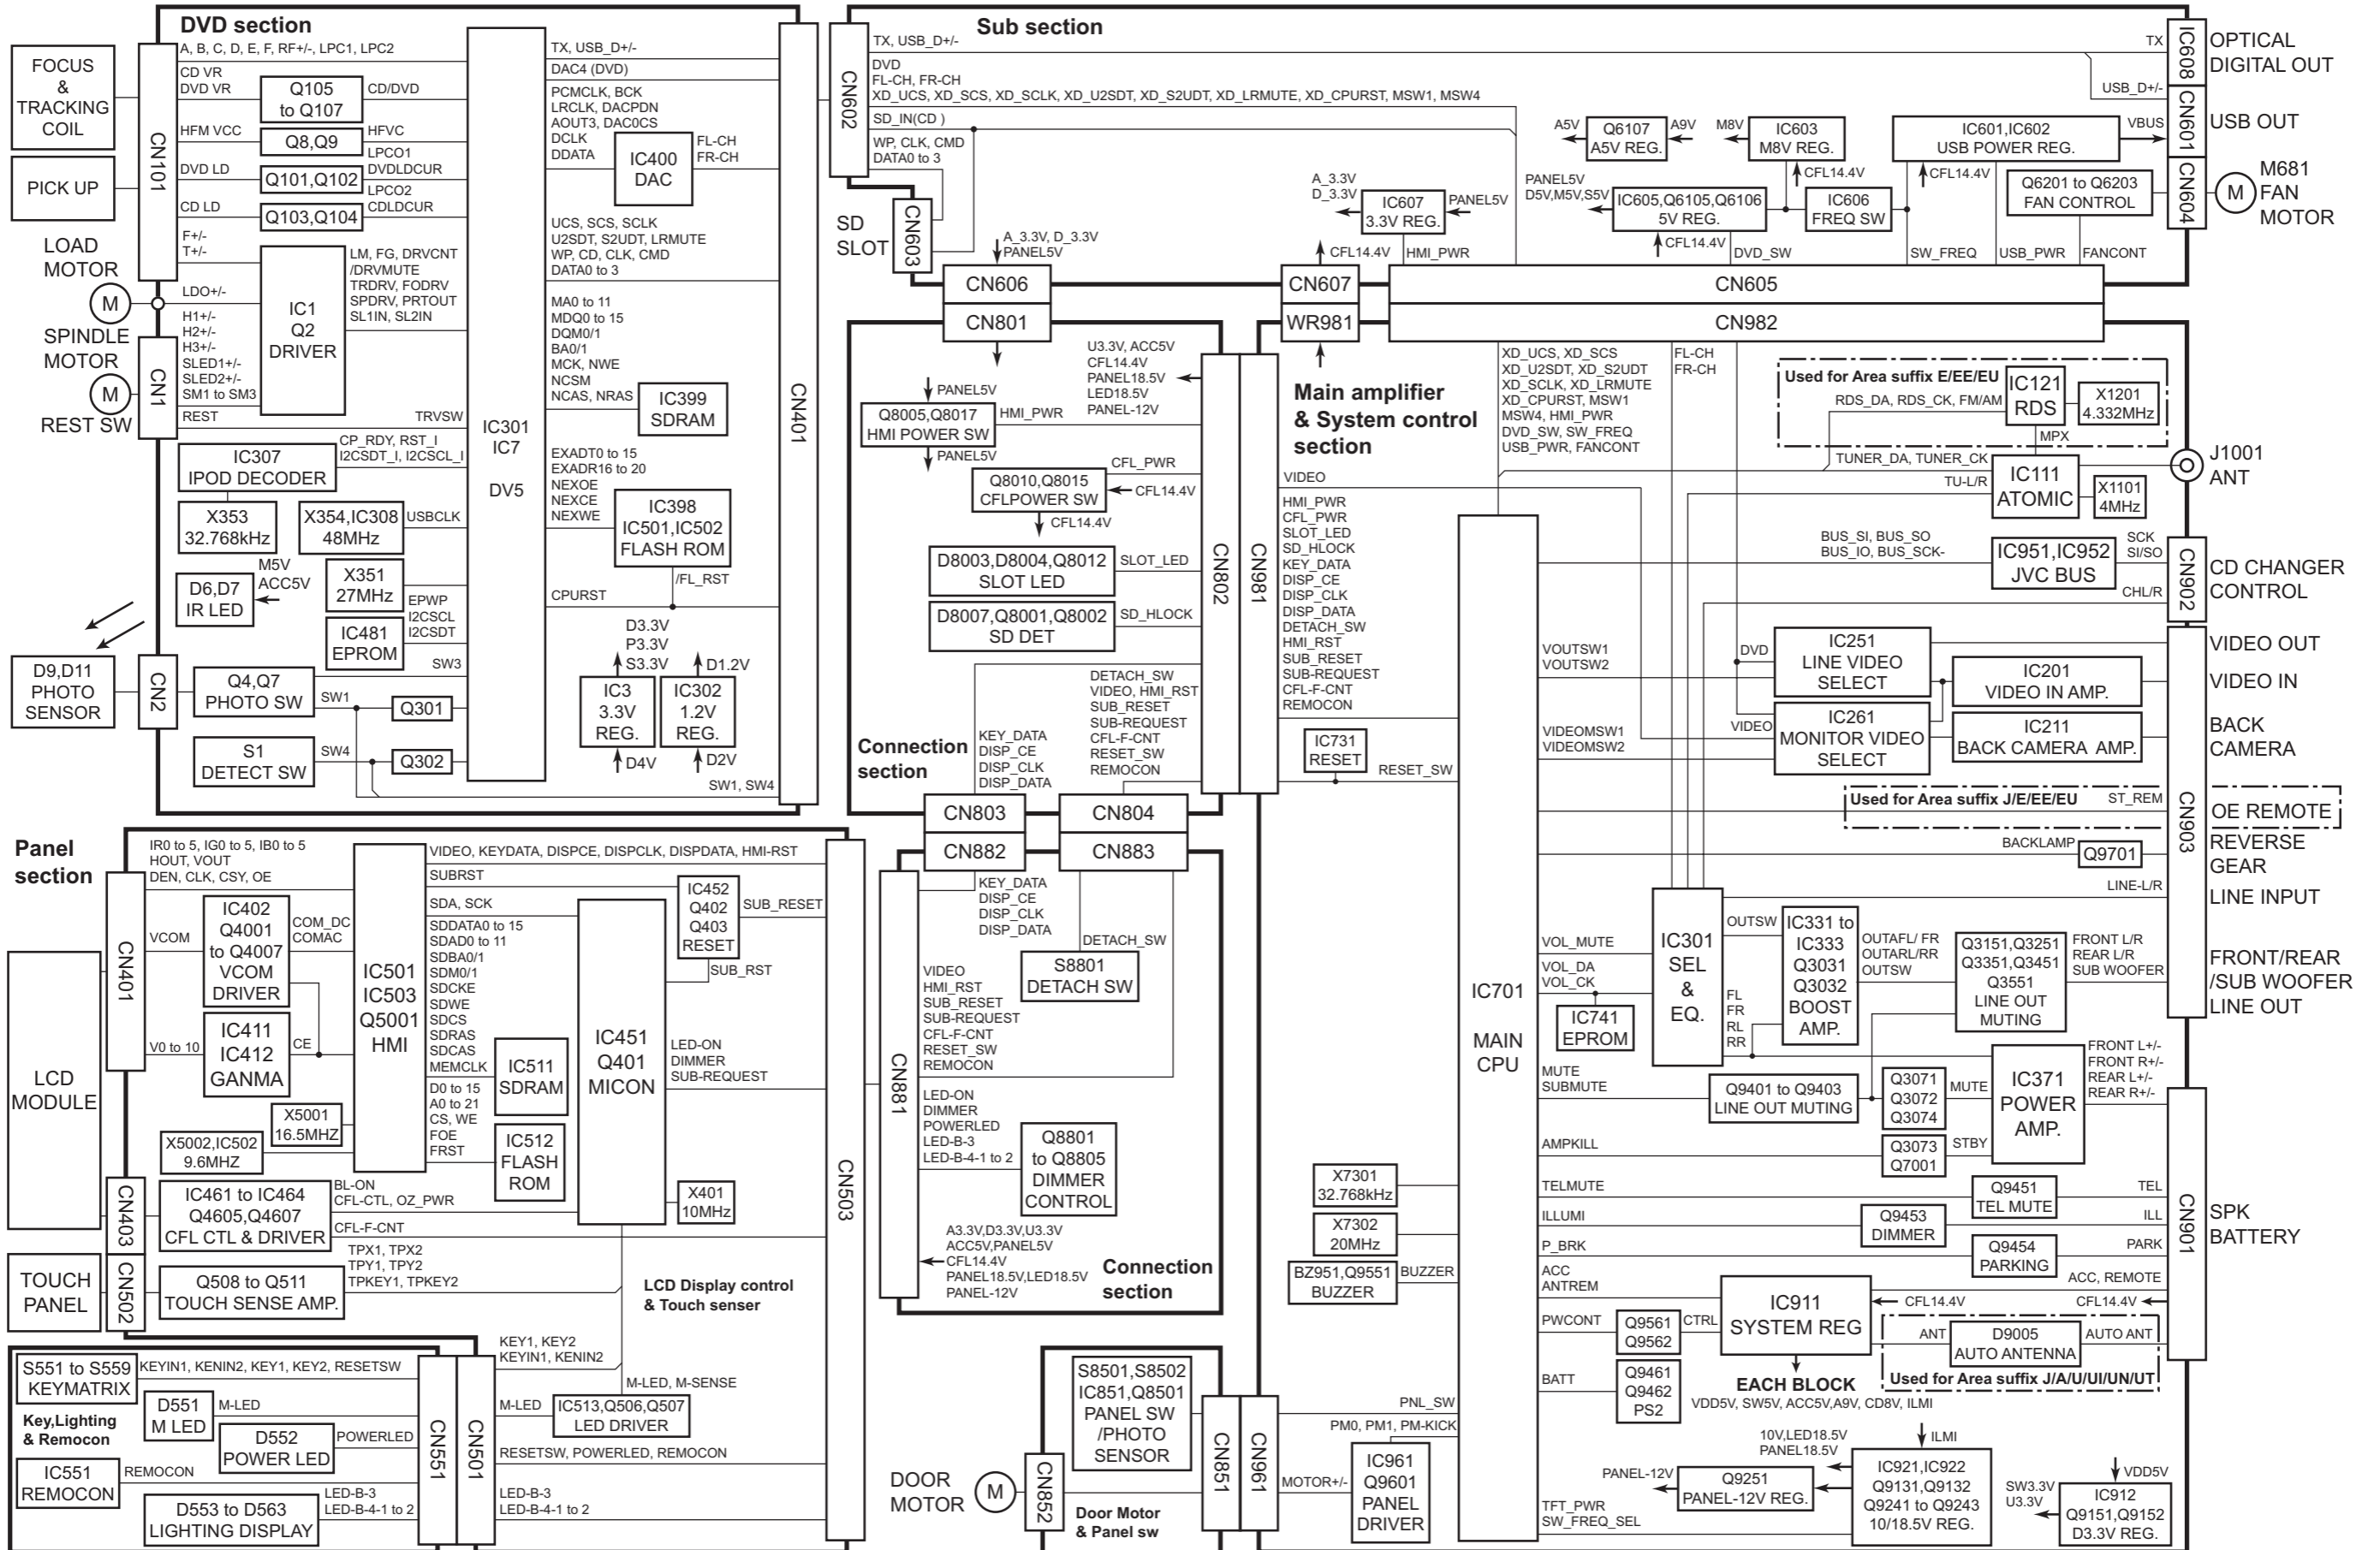 DVD section
FOCUS
&
TRACKING
COIL
PICK UP
LOAD
MOTOR
M
SPINDLE
MOTOR
M
REST SW
D9,D11
PHOTO
SENSOR
CN101
CN1
CN2
A, B, C, D, E, F, RF+/-, LPC1, LPC2
CD VR
DVD VR
Q105
to Q107
CD/DVD
HFM VCC
Q8,Q9
HFVC
LPCO1
DVD LD
Q101,Q102
DVDLDCUR
LPCO2
CD LD
Q103,Q104
CDLDCUR
F+/-
T+/-
LDO+/-
H1+/-
H2+/-
H3+/-
SLED1+/-
SLED2+/-
SM1 to SM3
REST
IC1
Q2
DRIVER
LM, FG, DRVCNT
/DRVMUTE
TRDRV, FODRV
SPDRV, PRTOUT
SL1IN, SL2IN
TRVSW
IC307
IPOD DECODER
CP_RDY, RST_I
I2CSDT_I, I2CSCL_I
X353
32.768kHz
X354,IC308
48MHz
USBCLK
M5V
ACC5V
D6,D7
IR LED
X351
27MHz
EPWP
I2CSCL
I2CSDT
IC481
EPROM
SW3
Q4,Q7
PHOTO SW
SW1
Q301
S1
DETECT SW
SW4
Q302
IC301
IC7
DV5
TX, USB_D+/-
DAC4 (DVD)
PCMCLK, BCK
LRCLK, DACPDN
AOUT3, DAC0CS
DCLK
DDATA
IC400
DAC
FL-CH
FR-CH
UCS, SCS, SCLK
U2SDT, S2UDT, LRMUTE
WP, CD, CLK, CMD
DATA0 to 3
MA0 to 11
MDQ0 to 15
DQM0/1
BA0/1
MCK, NWE
NCSM
NCAS, NRAS
IC399
SDRAM
EXADT0 to 15
EXADR16 to 20
NEXOE
NEXCE
NEXWE
IC398
IC501,IC502
FLASH ROM
/FL_RST
CPURST
D3.3V
P3.3V
S3.3V
D1.2V
IC3
3.3V
REG.
IC302
1.2V
REG.
D4V
D2V
SW1, SW4
CN401
Sub section
CN602
TX, USB_D+/-
DVD
FL-CH, FR-CH
XD_UCS, XD_SCS, XD_SCLK, XD_U2SDT, XD_S2UDT, XD_LRMUTE, XD_CPURST, MSW1, MSW4
SD_IN(CD )
WP, CLK, CMD
DATA0 to 3
SD
SLOT
CN603
TX
USB_D+/-
IC608
CN601
CN604
OPTICAL
DIGITAL OUT
USB OUT
M
M681
FAN
MOTOR
A5V
Q6107
A5V REG.
A9V
M8V
IC603
M8V REG.
CFL14.4V
IC601,IC602
USB POWER REG.
VBUS
CFL14.4V
A_3.3V
D_3.3V
IC607
3.3V REG.
PANEL5V
PANEL5V
D5V,M5V,S5V
IC605,Q6105,Q6106
5V REG.
IC606
FREQ SW
Q6201 to Q6203
FAN CONTROL
A_3.3V, D_3.3V
PANEL5V
CFL14.4V
HMI_PWR
CFL14.4V
DVD_SW
SW_FREQ
USB_PWR
FANCONT
CN606
CN607
CN605
CN801
WR981
CN982
PANEL5V
Q8005,Q8017
HMI POWER SW
HMI_PWR
PANEL5V
U3.3V, ACC5V
CFL14.4V
PANEL18.5V
LED18.5V
PANEL-12V
CFL_PWR
Q8010,Q8015
CFLPOWER SW
CFL14.4V
CFL14.4V
D8003,D8004,Q8012
SLOT LED
SLOT_LED
D8007,Q8001,Q8002
SD DET
SD_HLOCK
DETACH_SW
VIDEO, HMI_RST
SUB_RESET
SUB-REQUEST
CFL-F-CNT
RESET_SW
REMOCON
KEY_DATA
DISP_CE
DISP_CLK
DISP_DATA
Connection
section
CN802
CN981
CN803
CN804
CN882
CN883
Main amplifier
& System control
section
XD_UCS, XD_SCS
XD_U2SDT, XD_S2UDT
XD_SCLK, XD_LRMUTE
XD_CPURST, MSW1
MSW4, HMI_PWR
DVD_SW, SW_FREQ
USB_PWR, FANCONT
FL-CH
FR-CH
Used for Area suffix E/EE/EU
RDS_DA, RDS_CK, FM/AM
IC121
RDS
X1201
4.332MHz
MPX
TUNER_DA, TUNER_CK
TU-L/R
IC111
ATOMIC
X1101
4MHz
J1001
ANT
VIDEO
HMI_PWR
CFL_PWR
SLOT_LED
SD_HLOCK
KEY_DATA
DISP_CE
DISP_CLK
DISP_DATA
DETACH_SW
HMI_RST
SUB_RESET
SUB-REQUEST
CFL-F-CNT
REMOCON
IC731
RESET
RESET_SW
BUS_SI, BUS_SO
BUS_IO, BUS_SCK-
IC951,IC952
JVC BUS
SCK
SI/SO
CHL/R
CN902
CD CHANGER
CONTROL
VOUTSW1
VOUTSW2
DVD
IC251
LINE VIDEO
SELECT
IC201
VIDEO IN AMP.
VIDEO OUT
VIDEO IN
VIDEOMSW1
VIDEOMSW2
VIDEO
IC261
MONITOR VIDEO
SELECT
IC211
BACK CAMERA AMP.
BACK
CAMERA
Used for Area suffix J/E/EE/EU
ST_REM
OE REMOTE
CN903
BACKLAMP
Q9701
REVERSE
GEAR
LINE-L/R
LINE INPUT
IC701
MAIN
CPU
VOL_MUTE
VOL_DA
VOL_CK
IC741
EPROM
IC301
SEL
&
EQ.
OUTSW
FL
FR
RL
RR
IC331 to
IC333
Q3031
Q3032
BOOST
AMP.
OUTAFL/ FR
OUTARL/RR
OUTSW
Q3151,Q3251
Q3351,Q3451
Q3551
LINE OUT
MUTING
FRONT L/R
REAR L/R
SUB WOOFER
FRONT/REAR
/SUB WOOFER
LINE OUT
MUTE
SUBMUTE
Q9401 to Q9403
LINE OUT MUTING
Q3071
Q3072
Q3074
MUTE
IC371
POWER
AMP.
FRONT L+/-
FRONT R+/-
REAR L+/-
REAR R+/-
AMPKILL
Q3073
Q7001
STBY
TELMUTE
Q9451
TEL MUTE
TEL
ILLUMI
Q9453
DIMMER
ILL
P_BRK
Q9454
PARKING
PARK
CN901
SPK
BATTERY
ACC
ANTREM
IC911
SYSTEM REG
ACC, REMOTE
CFL14.4V
CFL14.4V
PWCONT
Q9561
Q9562
CTRL
ANT
D9005
AUTO ANTENNA
AUTO ANT
Used for Area suffix J/A/U/UI/UN/UT
BATT
Q9461
Q9462
PS2
EACH BLOCK
VDD5V, SW5V, ACC5V,A9V, CD8V, ILMI
10V,LED18.5V
PANEL18.5V
ILMI
PANEL-12V
Q9251
PANEL-12V REG.
IC921,IC922
Q9131,Q9132
Q9241 to Q9243
10/18.5V REG.
VDD5V
SW3.3V
U3.3V
IC912
Q9151,Q9152
D3.3V REG.
TFT_PWR
SW_FREQ_SEL
X7301
32.768kHz
X7302
20MHz
BZ951,Q9551
BUZZER
BUZZER
PNL_SW
PM0, PM1, PM-KICK
MOTOR+/-
IC961
Q9601
PANEL
DRIVER
CN961
CN851
S8501,S8502
IC851,Q8501
PANEL SW
/PHOTO
SENSOR
CN852
DOOR
MOTOR
M
Door Motor
& Panel sw
Panel
section
LCD
MODULE
TOUCH
PANEL
CN401
CN403
CN502
IR0 to 5, IG0 to 5, IB0 to 5
HOUT, VOUT
DEN, CLK, CSY, OE
VCOM
IC402
Q4001
to Q4007
VCOM
DRIVER
COM_DC
COMAC
V0 to 10
IC411
IC412
GANMA
CE
X5001
16.5MHZ
X5002,IC502
9.6MHZ
IC501
IC503
Q5001
HMI
VIDEO, KEYDATA, DISPCE, DISPCLK, DISPDATA, HMI-RST
SUBRST
SDA, SCK
SDDATA0 to 15
SDAD0 to 11
SDBA0/1
SDM0/1
SDCKE
SDWE
SDCS
SDRAS
SDCAS
MEMCLK
D0 to 15
A0 to 21
CS, WE
FOE
FRST
IC511
SDRAM
IC512
FLASH
ROM
IC451
Q401
MICON
IC452
Q402
Q403
RESET
SUB_RESET
SUB_RST
LED-ON
DIMMER
SUB-REQUEST
X401
10MHz
IC461 to IC464
Q4605,Q4607
CFL CTL & DRIVER
BL-ON
CFL-CTL, OZ_PWR
CFL-F-CNT
Q508 to Q511
TOUCH SENSE AMP.
TPX1, TPX2
TPY1, TPY2
TPKEY1, TPKEY2
LCD Display control
& Touch senser
CN503
S551 to S559
KEYMATRIX
KEYIN1, KENIN2, KEY1, KEY2, RESETSW
Key,Lighting
& Remocon
D551
M LED
M-LED
D552
POWER LED
POWERLED
IC551
REMOCON
REMOCON
D553 to D563
LIGHTING DISPLAY
LED-B-3
LED-B-4-1 to 2
CN551
CN501
KEY1, KEY2
KEYIN1, KENIN2
M-LED, M-SENSE
M-LED
IC513,Q506,Q507
LED DRIVER
RESETSW, POWERLED, REMOCON
LED-B-3
LED-B-4-1 to 2
CN881
KEY_DATA
DISP_CE
DISP_CLK
DISP_DATA
DETACH_SW
S8801
DETACH SW
VIDEO
HMI_RST
SUB_RESET
SUB-REQUEST
CFL-F-CNT
RESET_SW
REMOCON
LED-ON
DIMMER
POWERLED
LED-B-3
LED-B-4-1 to 2
Q8801
to Q8805
DIMMER
CONTROL
A3.3V,D3.3V,U3.3V
ACC5V,PANEL5V
CFL14.4V
PANEL18.5V,LED18.5V
PANEL-12V
Connection
section